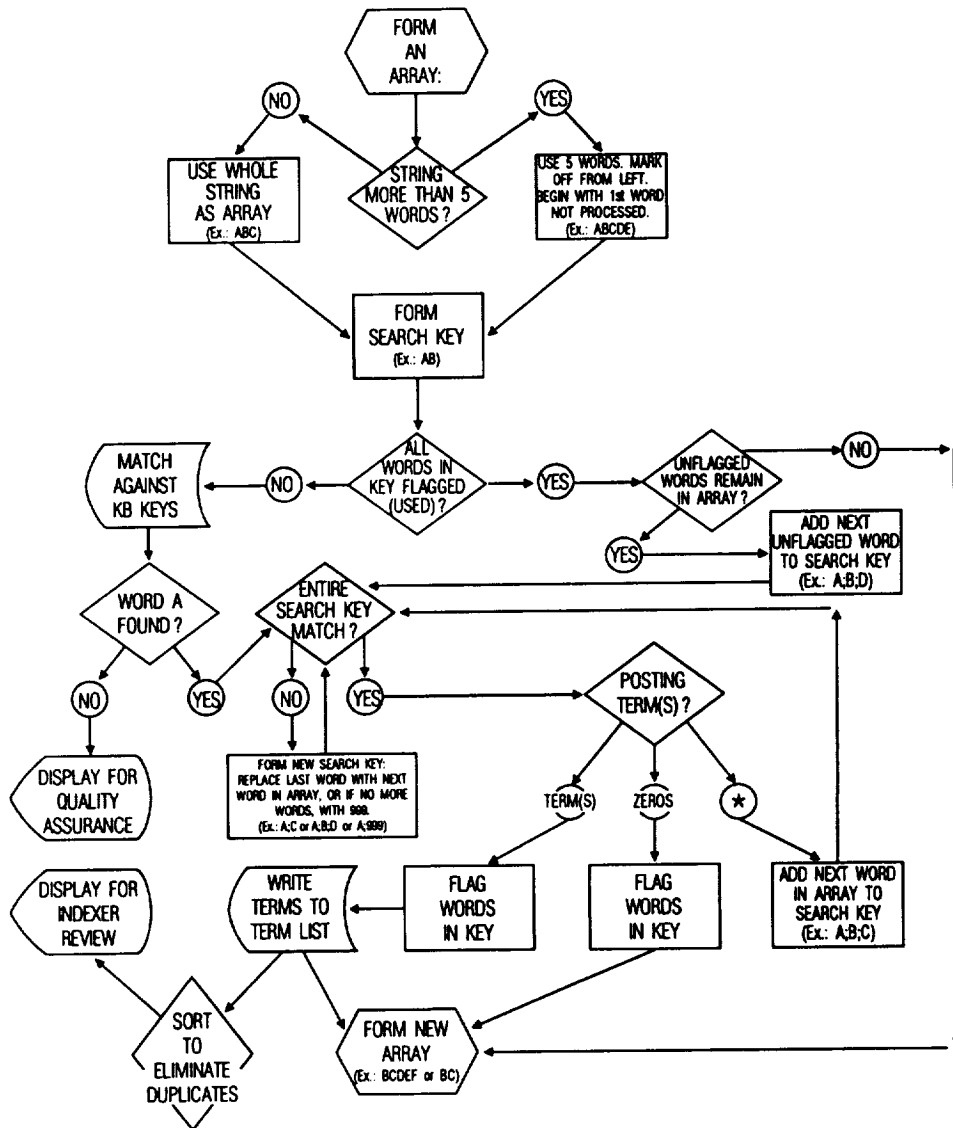 FORM
AN
ARRAY:
NO
YES
USE WHOLE
STRING
AS ARRAY
(Ex.: ABC)
STRING
MORE THAN 5
WORDS?
USE 5 WORDS. MARK
OFF FROM LEFT.
BEGIN WITH 1st WORD
NOT PROCESSED.
(Ex.: ABCDE)
FORM
SEARCH KEY
(Ex.: AB)
MATCH
AGAINST
KB KEYS
NO
ALL
WORDS IN
KEY FLAGGED
(USED)?
YES
UNFLAGGED
WORDS REMAIN
IN ARRAY?
NO
YES
ADD NEXT
UNFLAGGED WORD
TO SEARCH KEY
(Ex.: A;B;D)
WORD A
FOUND?
ENTIRE
SEARCH KEY
MATCH?
NO
YES
NO
YES
POSTING
TERM(S)?
DISPLAY FOR
QUALITY
ASSURANCE
FORM NEW SEARCH KEY:
REPLACE LAST WORD WITH NEXT
WORD IN ARRAY, OR IF NO MORE
WORDS, WITH 999.
(Ex.: A;C or A;B;D or A;999)
TERM(S)
ZEROS
*
DISPLAY FOR
INDEXER
REVIEW
WRITE
TERMS TO
TERM LIST
FLAG
WORDS
IN KEY
FLAG
WORDS
IN KEY
ADD NEXT WORD
IN ARRAY TO
SEARCH KEY
(Ex.: A;B;C)
SORT
TO
ELIMINATE
DUPLICATES
FORM NEW
ARRAY
(Ex.: BCDEF or BC)